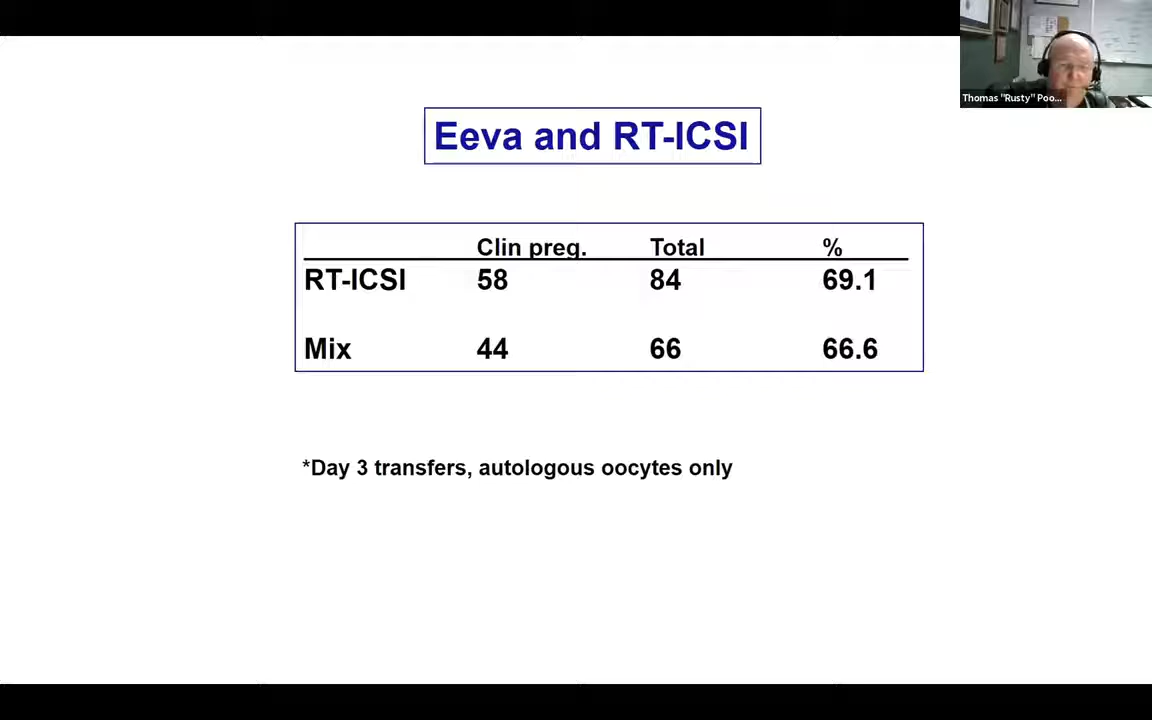 Thomas "Rusty" Poo...
Eeva and RT-ICSI
Clin preg. Total %
RT-ICSI 58 84 69.1
Mix 44 66 66.6
*Day 3 transfers, autologous oocytes only